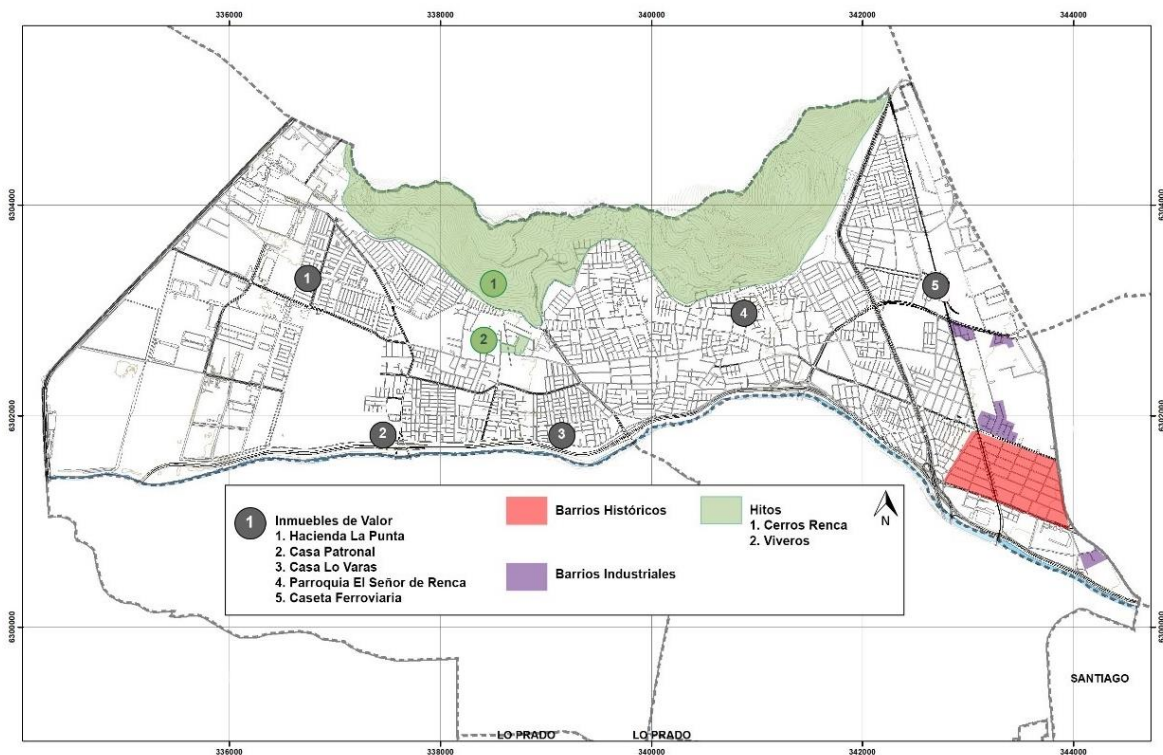 336000
338000
340000
342000
344000
6304000
6304000
1
1
5
4
2
6302000
6302000
2
3
1
Inmuebles de Valor
1. Hacienda La Punta
2. Casa Patronal
3. Casa Lo Varas
4. Parroquia El Señor de Renca
5. Caseta Ferroviaria
Barrios Históricos
Barrios Industriales
Hitos
1. Cerros Renca
2. Viveros
N
6300000
6300000
SANTIAGO
LO PRADO
LO PRADO
336000
338000
340000
342000
344000